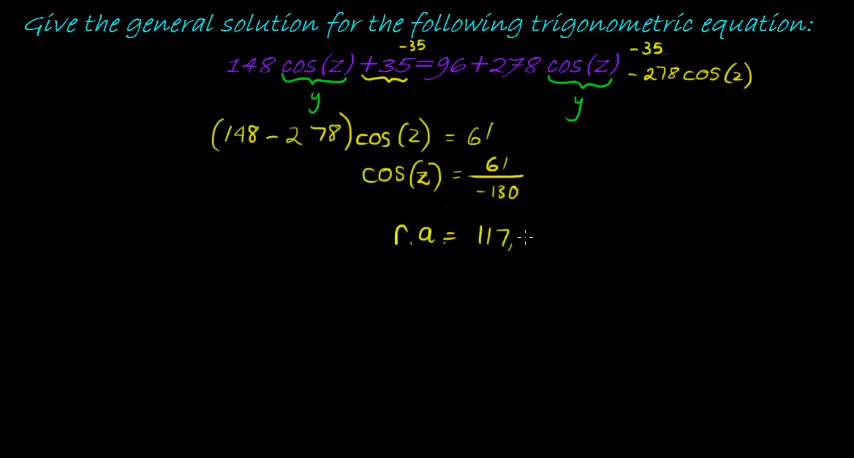 Give the general solution for the following trigonometric equation:
-35 -35
148 cos(z) +35=96+278 cos(z) - 278 cos(z)
y y
(148 - 278) cos(z) = 61
cos(z) = 61
-130
r.a = 117,